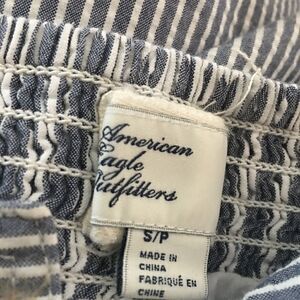 American
Eagle
Outfitters
S/P
MADE IN
CHINA
FABRIQUÉ EN
CHINE